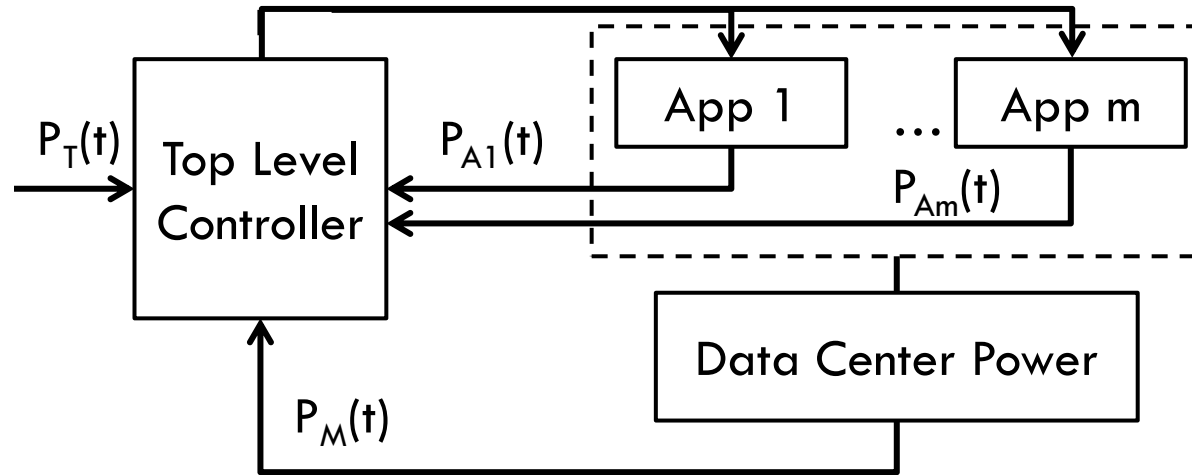 P_T(t)
Top Level
Controller
P_A1(t)
App 1
...
App m
P_Am(t)
Data Center Power
P_M(t)